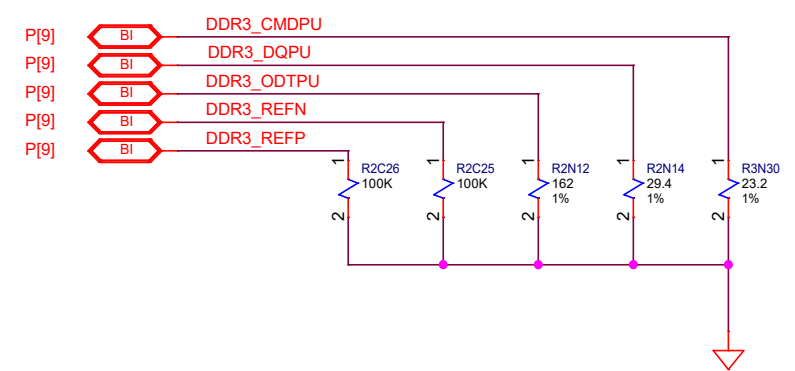 P[9] BI DDR3_CMDPU
P[9] BI DDR3_DQPU
P[9] BI DDR3_ODTPU
P[9] BI DDR3_REFN
P[9] BI DDR3_REFP
1 1 1 1 1
R2C26 R2C25 R2N12 R2N14 R3N30
100K 100K 162 29.4 23.2
1% 1% 1%
2 2 2 2 2